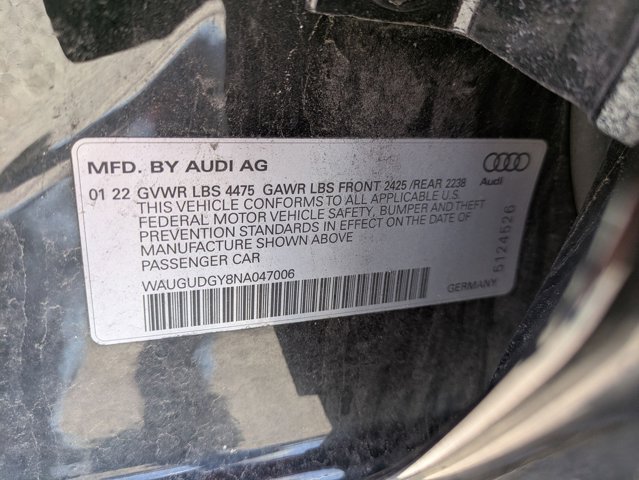 MFD. BY AUDI AG
01 22 GVWR LBS 4475 GAWR LBS FRONT 2425 /REAR 2238
THIS VEHICLE CONFORMS TO ALL APPLICABLE U.S.
FEDERAL MOTOR VEHICLE SAFETY, BUMPER AND THEFT
PREVENTION STANDARDS IN EFFECT ON THE DATE OF
MANUFACTURE SHOWN ABOVE
PASSENGER CAR
WAUGUDGY8NA047006
Audi
GERMANY
5124526